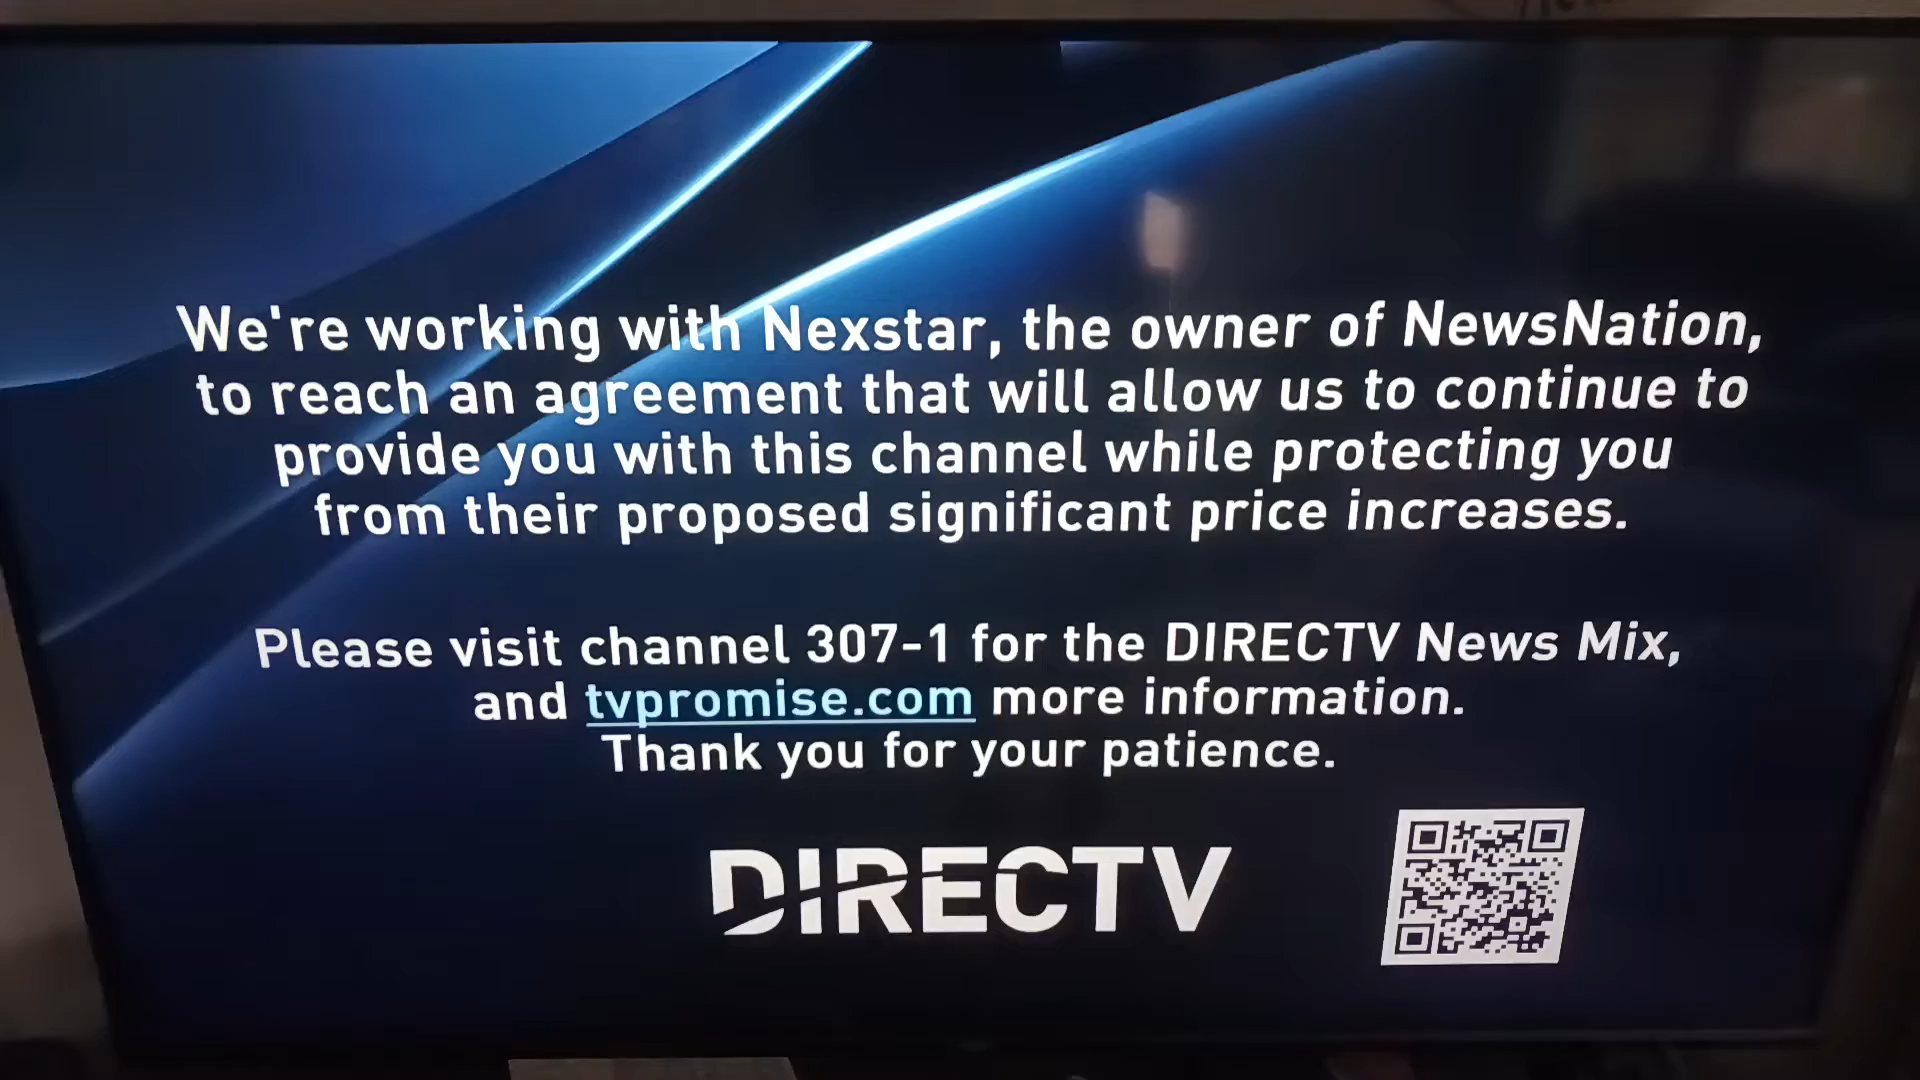 We're working with Nexstar, the owner of NewsNation,
to reach an agreement that will allow us to continue to
provide you with this channel while protecting you
from their proposed significant price increases.
Please visit channel 307-1 for the DIRECTV News Mix,
and tvpromise.com more information.
Thank you for your patience.
DIRECTV